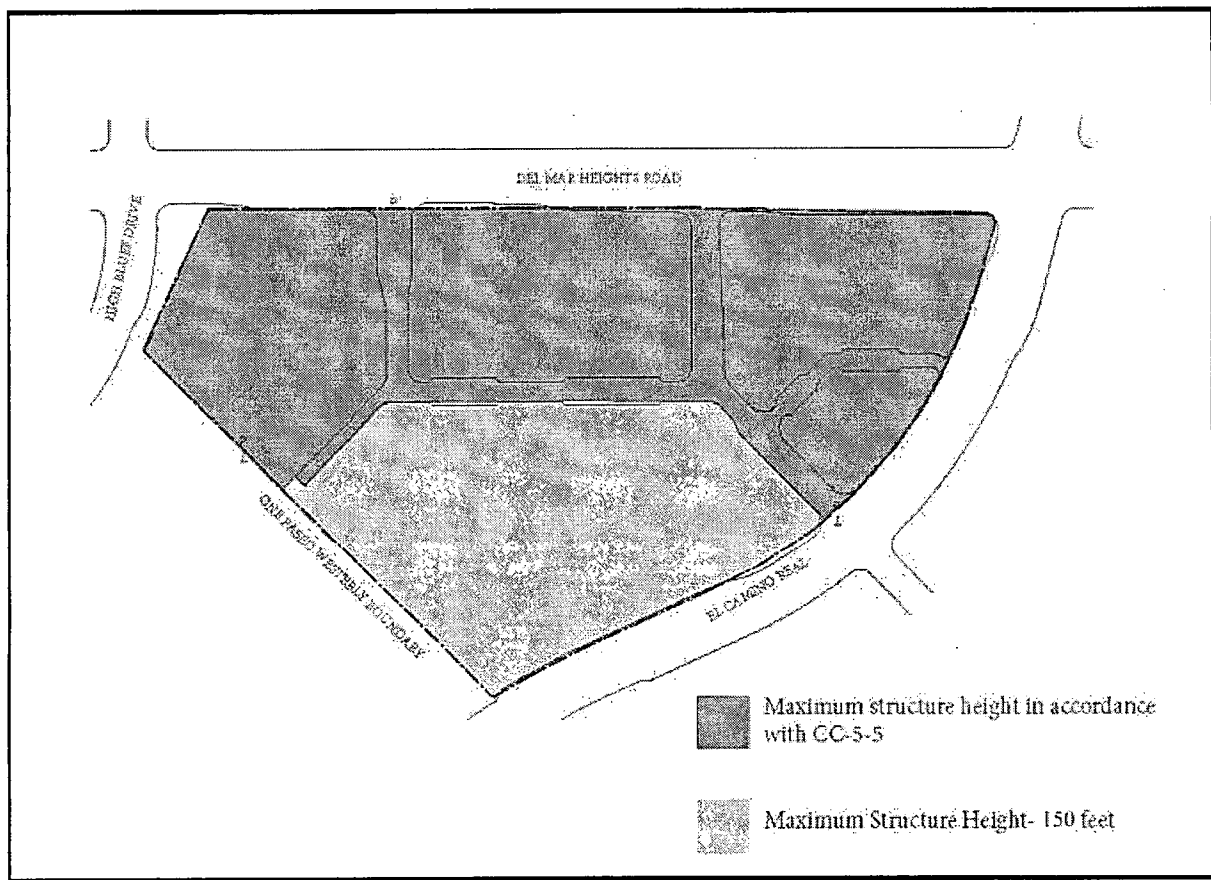 DEL MAR HEIGHTS ROAD
HIGH BLUFF DRIVE
ONE PASEO WESTERLY BOUNDARY
EL CAMINO REAL
Maximum structure height in accordance
with CC-5-5
Maximum Structure Height- 150 feet